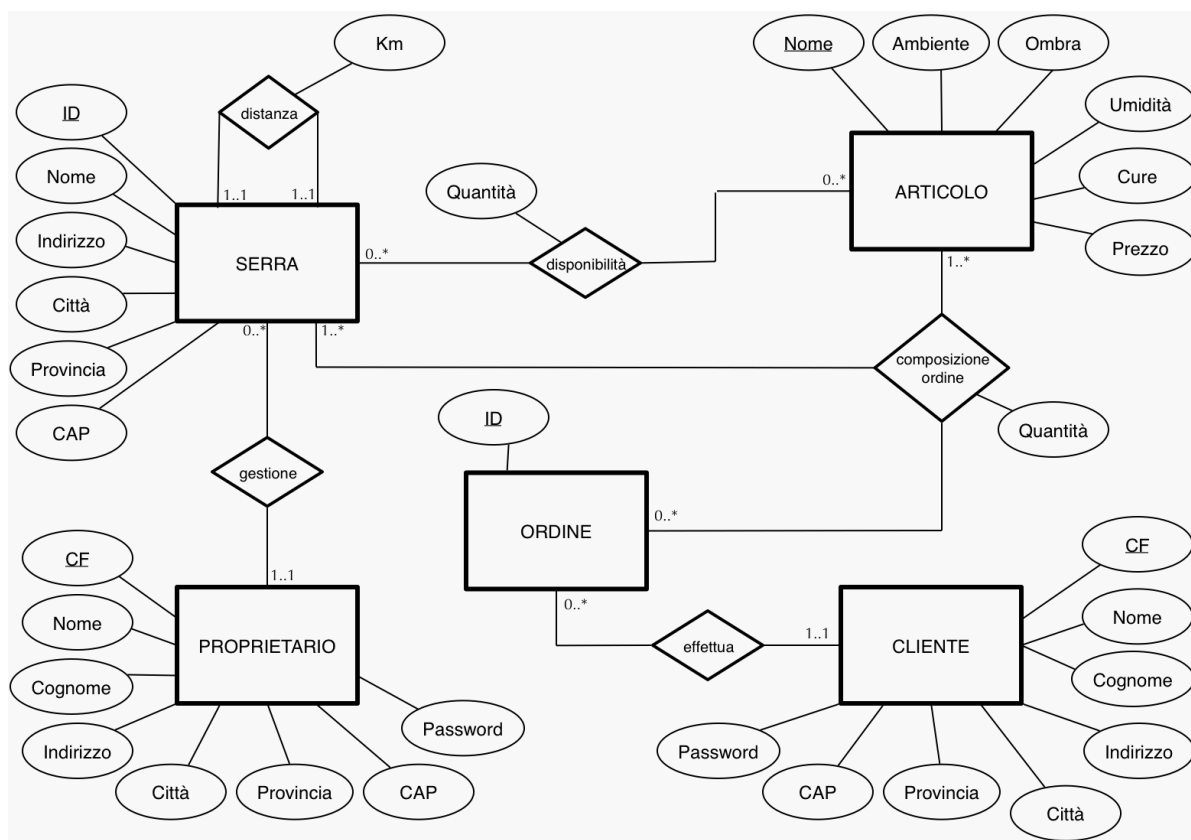 Km
distanza
ID
Nome
Indirizzo
Città
Provincia
CAP
1..1
1..1
SERRA
0..*
0..*
1..*
Quantità
disponibilità
0..*
Nome
Ambiente
Ombra
Umidità
Cure
Prezzo
ARTICOLO
1..*
composizione
ordine
Quantità
gestione
1..1
ID
ORDINE
0..*
0..*
effettua
1..1
CF
Nome
Cognome
Indirizzo
Città
Provincia
CAP
Password
PROPRIETARIO
CLIENTE
CF
Nome
Cognome
Indirizzo
Città
Provincia
CAP
Password